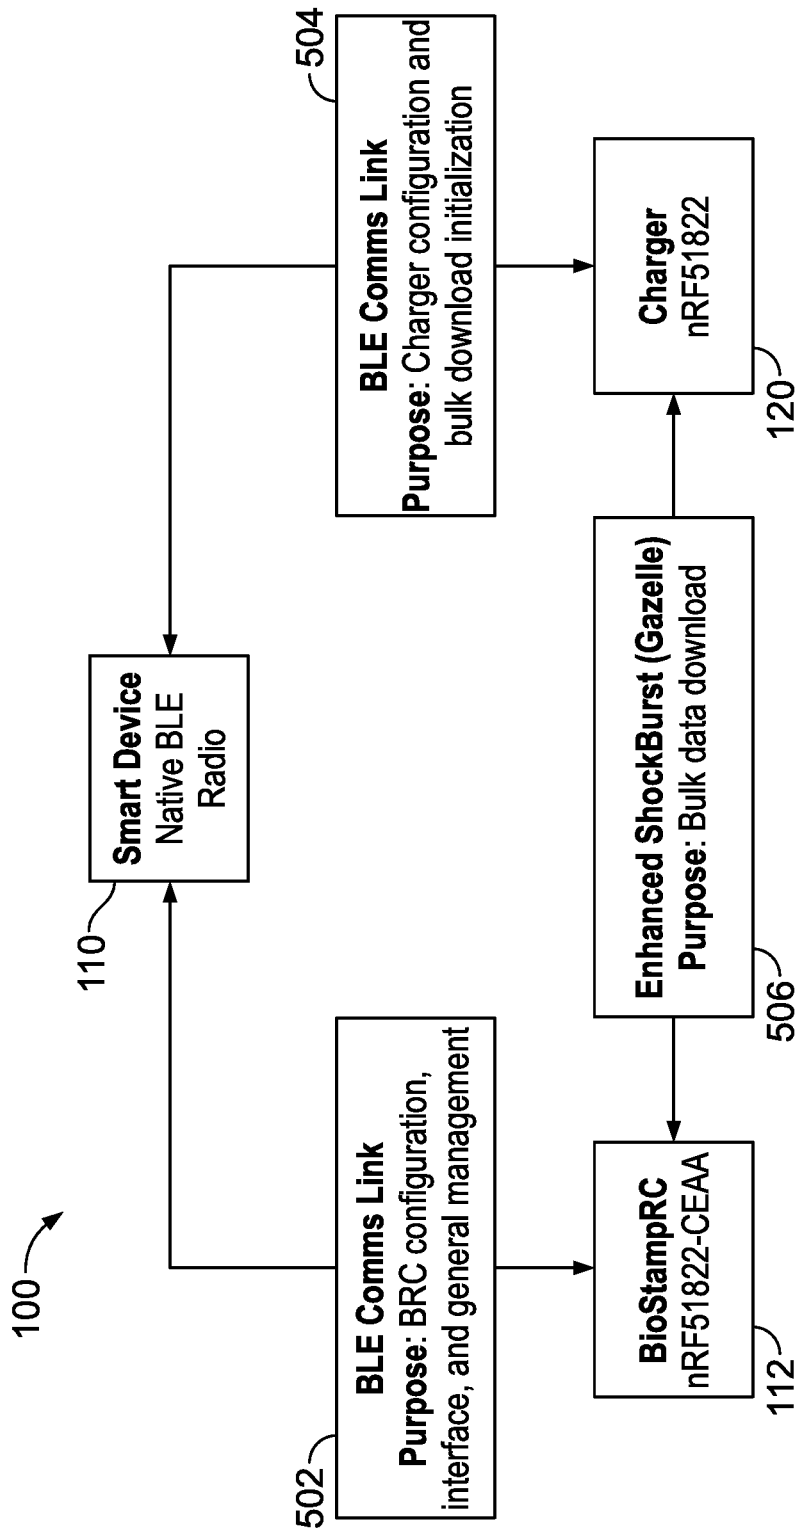 100
110
Smart Device
Native BLE
Radio
502
BLE Comms Link
Purpose: BRC configuration,
interface, and general management
504
BLE Comms Link
Purpose: Charger configuration and
bulk download initialization
BioStampRC
nRF51822-CEAA
112
Enhanced ShockBurst (Gazelle)
Purpose: Bulk data download
506
Charger
nRF51822
120